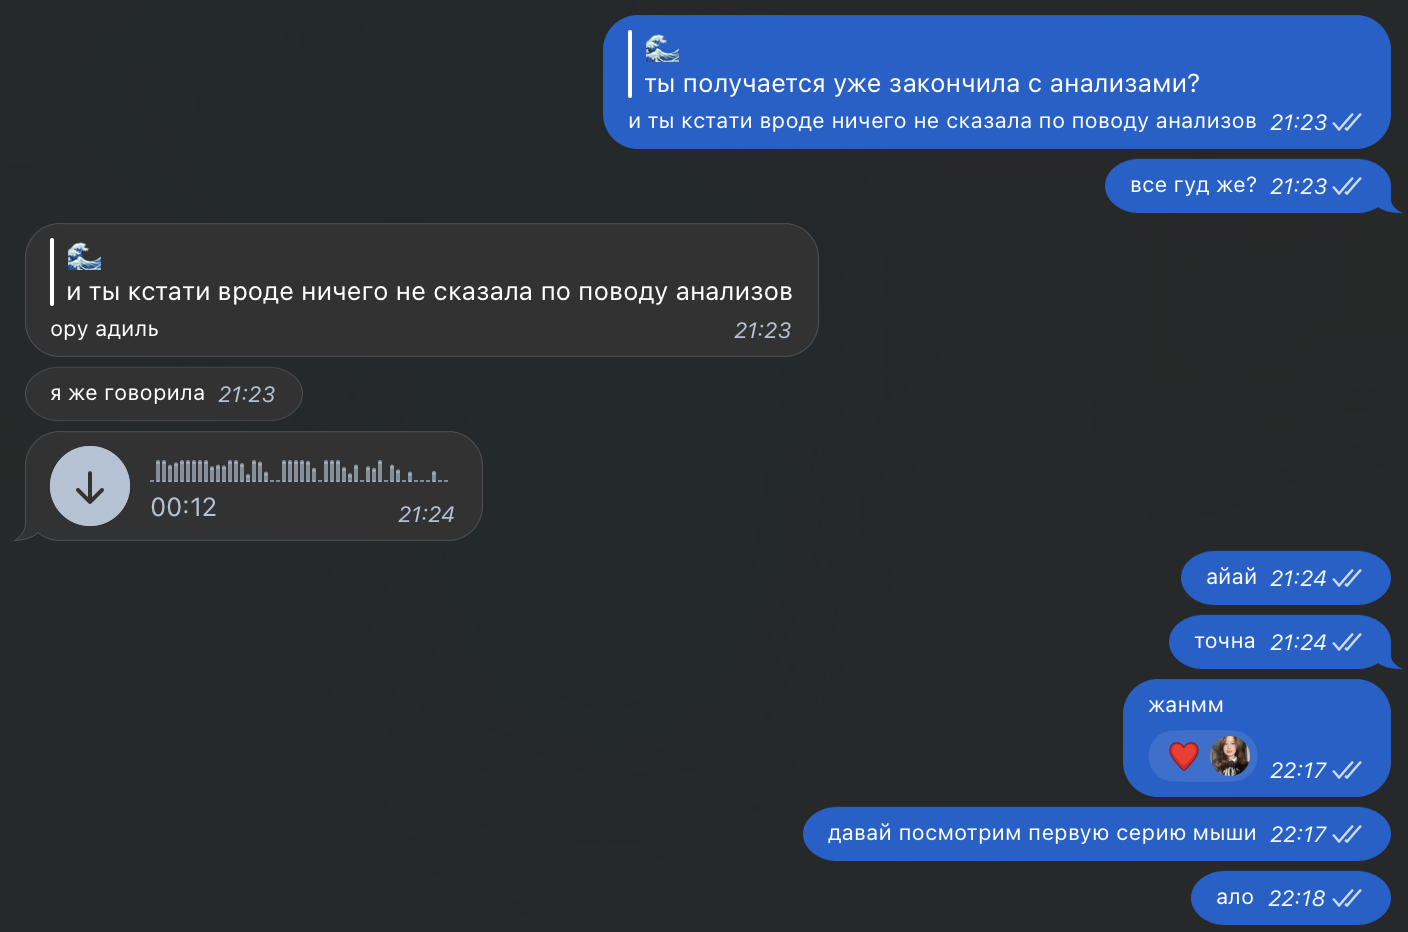 ты получается уже закончила с анализами?
и ты кстати вроде ничего не сказала по поводу анализов 21:23
все гуд же? 21:23
и ты кстати вроде ничего не сказала по поводу анализов
ору адиль 21:23
я же говорила 21:23
00:12 21:24
айай 21:24
точна 21:24
жанмм
22:17
давай посмотрим первую серию мыши 22:17
ало 22:18